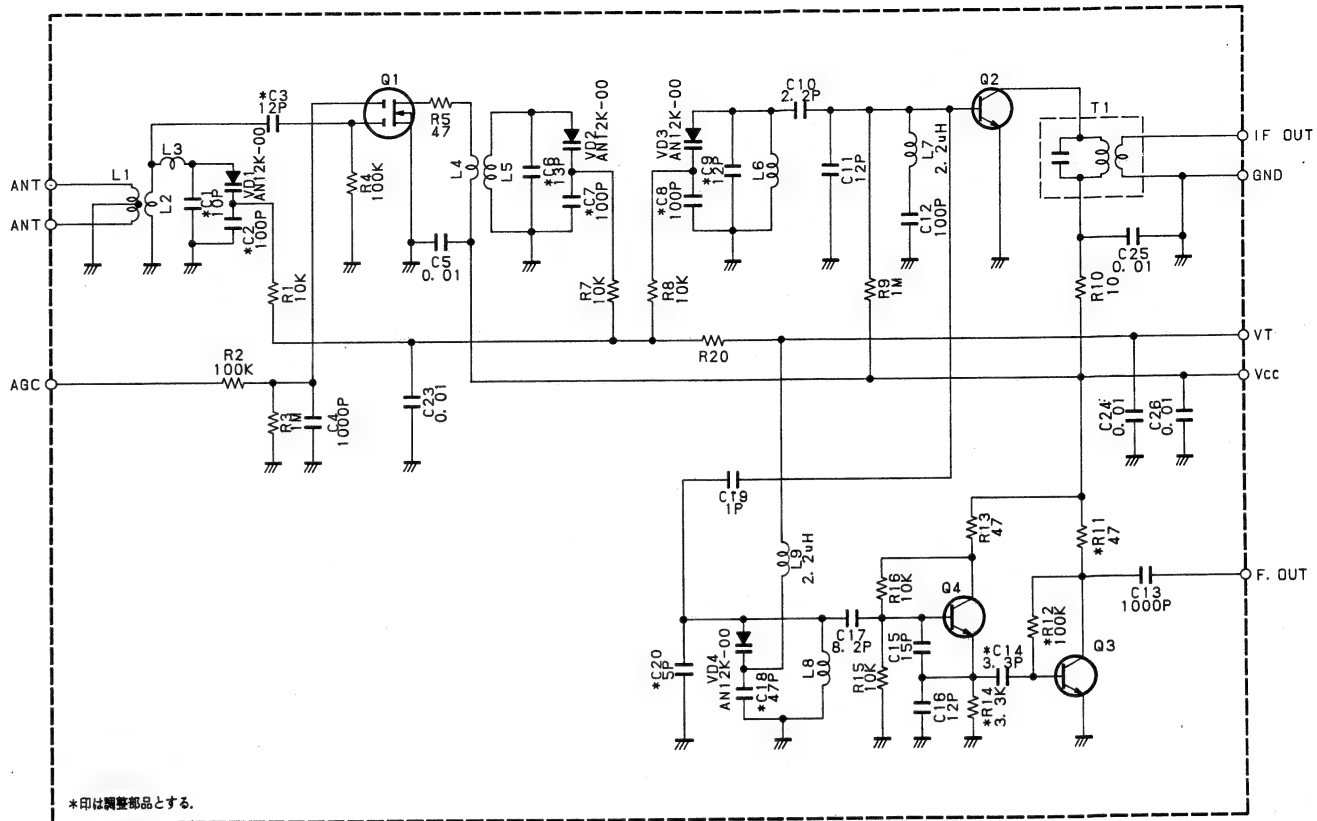 Q1
*C3
12P
R5
47
VD2
AN12K-00
VD3
AN12K-00
C10
2.2P
Q2
T1
IF OUT
GND
L3
VD1
AN12K-00
L1
ANT
ANT
L2
*C1
10P
*C2
100P
R4
100K
L4
L5
*C6
13P
*C7
100P
*C8
100P
*C9
12P
L6
C11
12P
L7
2.2uH
C12
100P
C5
0.01
C25
0.01
R1
10K
R7
10K
R8
10K
R9
1M
R10
10
VT
R20
R2
100K
AGC
Vcc
R3
1M
C4
1000P
C23
0.01
C24
0.01
C26
0.01
C19
1P
L9
2.2uH
R13
47
*R11
47
R16
10K
Q4
C13
1000P
F. OUT
*R12
100K
Q3
*C20
5P
VD4
AN12K-00
*C18
47P
L8
C17
8.2P
R15
10K
C15
15P
C16
12P
*C14
3.3P
*R14
3.3K
*印は調整部品とする.